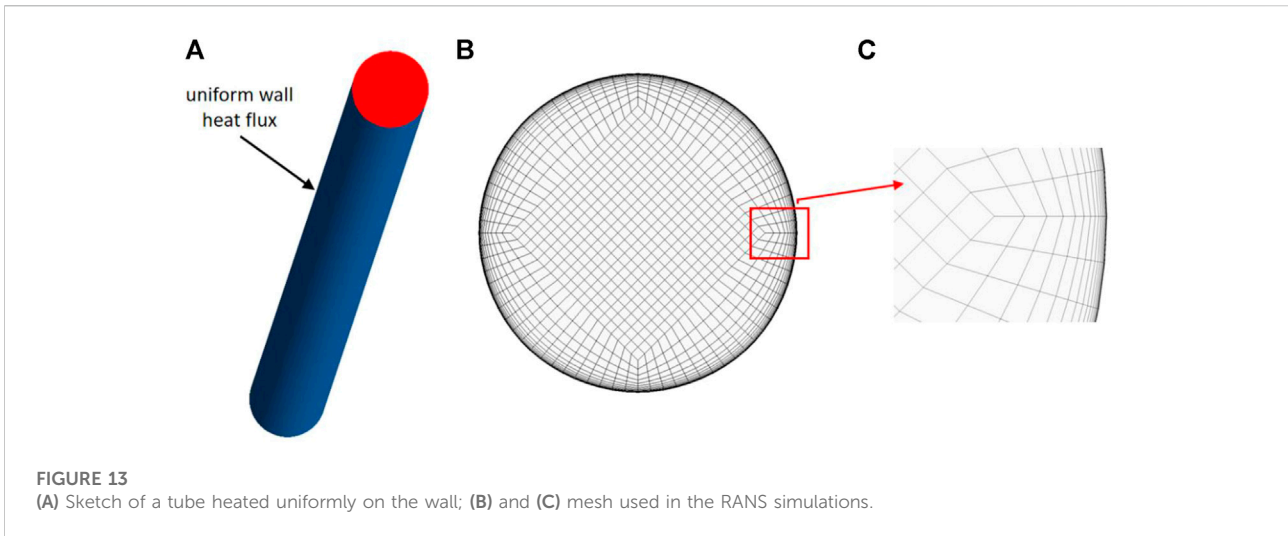 A
B
C
uniform wall
heat flux
FIGURE 13
(A) Sketch of a tube heated uniformly on the wall; (B) and (C) mesh used in the RANS simulations.